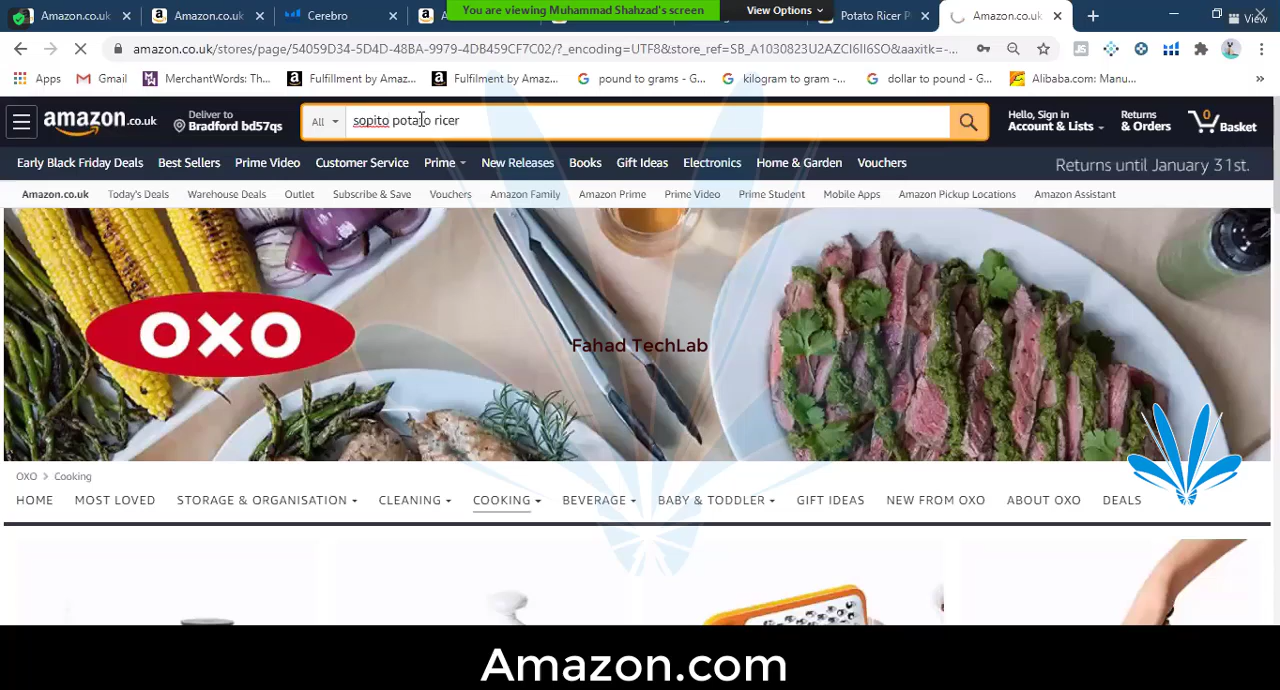 You are viewing Muhammad Shahzad's screen
View Options
View
Amazon.co.uk
Amazon.co.uk
Cerebro
Potato Ricer P
Amazon.co.uk
amazon.co.uk/stores/page/54059D34-5D4D-48BA-9979-4DB459CF7C02/?_encoding=UTF8&store_ref=SB_A1030823U2AZCI6II6SO&aaxitk=-...
Apps
Gmail
MerchantWords: Th...
Fulfillment by Amaz...
Fulfilment by Amaz...
pound to grams - G...
kilogram to gram -...
dollar to pound - G...
Alibaba.com: Manu...
»
amazon.co.uk
Deliver to
Bradford bd57qs
All
sopito potato ricer
Hello, Sign in
Account & Lists
Returns
& Orders
0
Basket
Early Black Friday Deals
Best Sellers
Prime Video
Customer Service
Prime
New Releases
Books
Gift Ideas
Electronics
Home & Garden
Vouchers
Returns until January 31st.
Amazon.co.uk
Today's Deals
Warehouse Deals
Outlet
Subscribe & Save
Vouchers
Amazon Family
Amazon Prime
Prime Video
Prime Student
Mobile Apps
Amazon Pickup Locations
Amazon Assistant
OXO
Fahad TechLab
OXO > Cooking
HOME
MOST LOVED
STORAGE & ORGANISATION
CLEANING
COOKING
BEVERAGE
BABY & TODDLER
GIFT IDEAS
NEW FROM OXO
ABOUT OXO
DEALS
Amazon.com